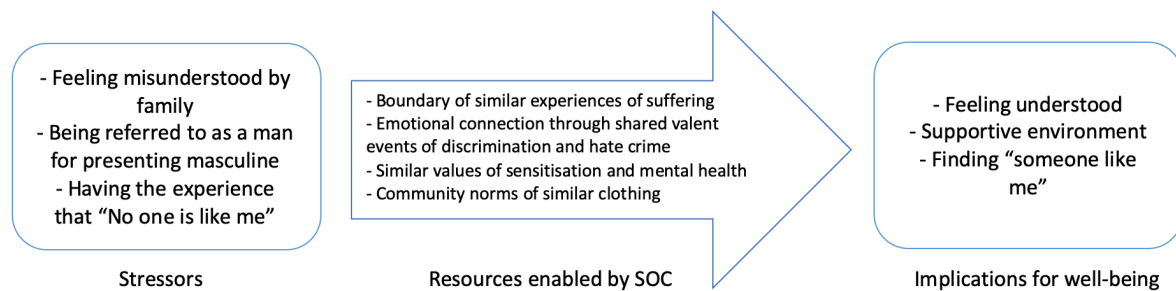 - Feeling misunderstood by
family
- Being referred to as a man
for presenting masculine
- Having the experience
that “No one is like me”
Stressors
- Boundary of similar experiences of suffering
- Emotional connection through shared valent
events of discrimination and hate crime
- Similar values of sensitisation and mental health
- Community norms of similar clothing
Resources enabled by SOC
- Feeling understood
- Supportive environment
- Finding “someone like
me”
Implications for well-being